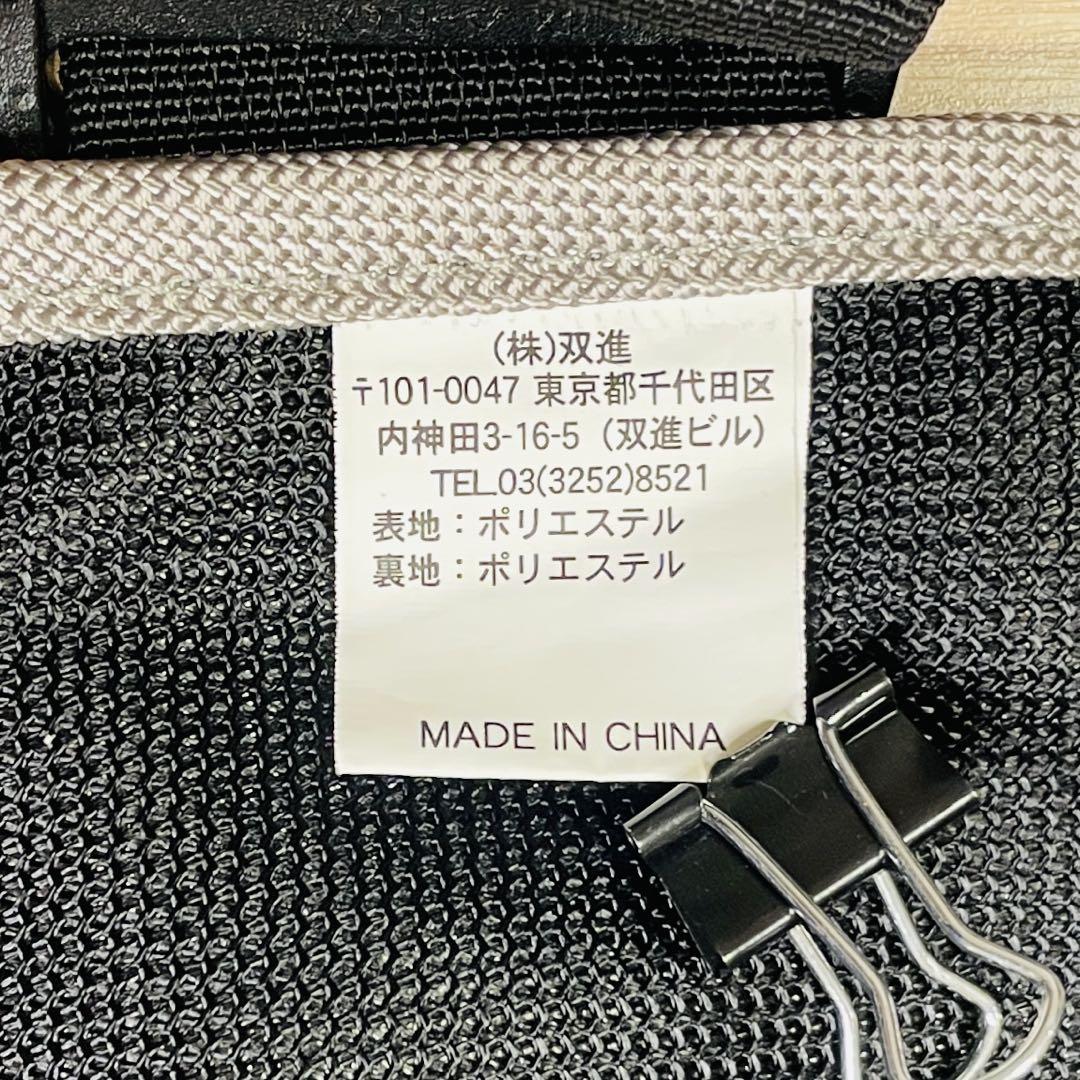 (株)双進
〒101-0047 東京都千代田区
内神田3-16-5 (双進ビル)
TEL.03(3252)8521
表地：ポリエステル
裏地：ポリエステル
MADE IN CHINA